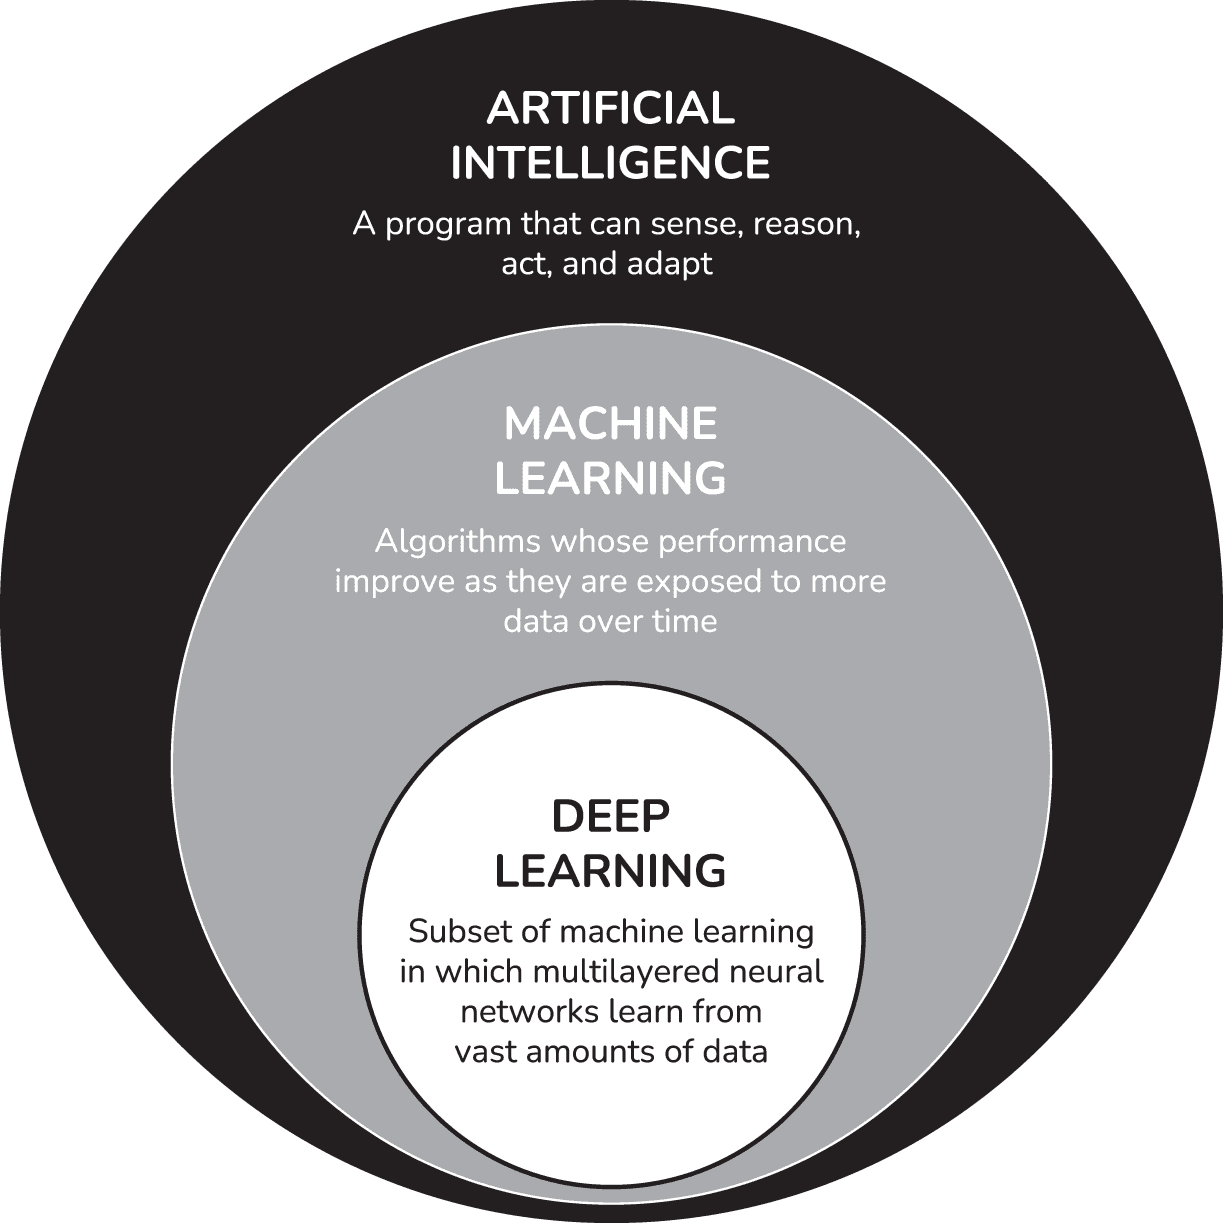 ARTIFICIAL
INTELLIGENCE
A program that can sense, reason,
act, and adapt
MACHINE
LEARNING
Algorithms whose performance
improve as they are exposed to more
data over time
DEEP
LEARNING
Subset of machine learning
in which multilayered neural
networks learn from
vast amounts of data